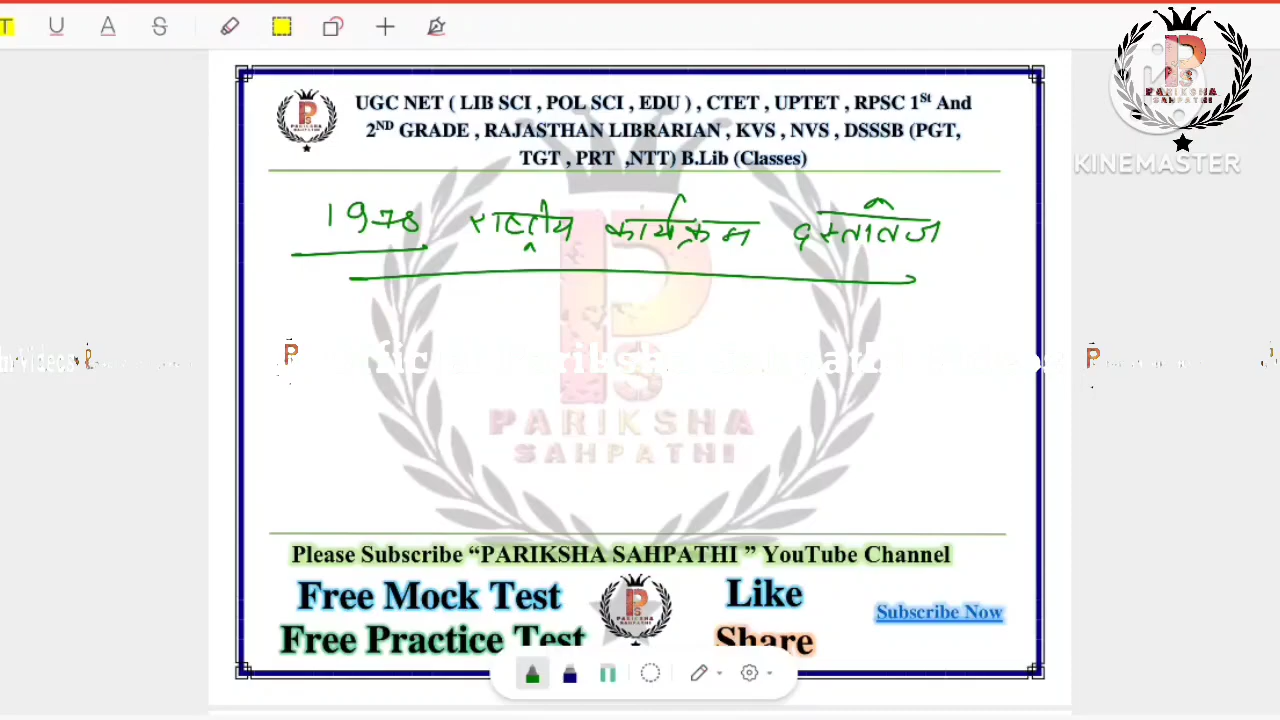 PARIKSHA
SAHPATHI
KINEMASTER
UGC NET ( LIB SCI , POL SCI , EDU ) , CTET , UPTET , RPSC 1St And
2ND GRADE , RAJASTHAN LIBRARIAN , KVS , NVS , DSSSB (PGT,
TGT , PRT ,NTT) B.Lib (Classes)
1978 राष्ट्रीय कार्यक्रम दस्तावेज
PARIKSHA
SAHPATHI
Please Subscribe “PARIKSHA SAHPATHI ” YouTube Channel
Free Mock Test
Like
Subscribe Now
Free Practice Test
Share